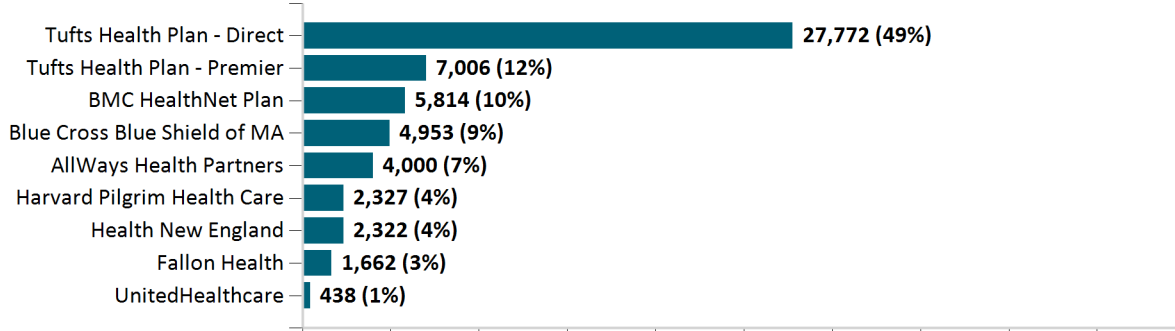 Tufts Health Plan - Direct 27,772 (49%)
Tufts Health Plan - Premier 7,006 (12%)
BMC HealthNet Plan 5,814 (10%)
Blue Cross Blue Shield of MA 4,953 (9%)
AllWays Health Partners 4,000 (7%)
Harvard Pilgrim Health Care 2,327 (4%)
Health New England 2,322 (4%)
Fallon Health 1,662 (3%)
UnitedHealthcare 438 (1%)